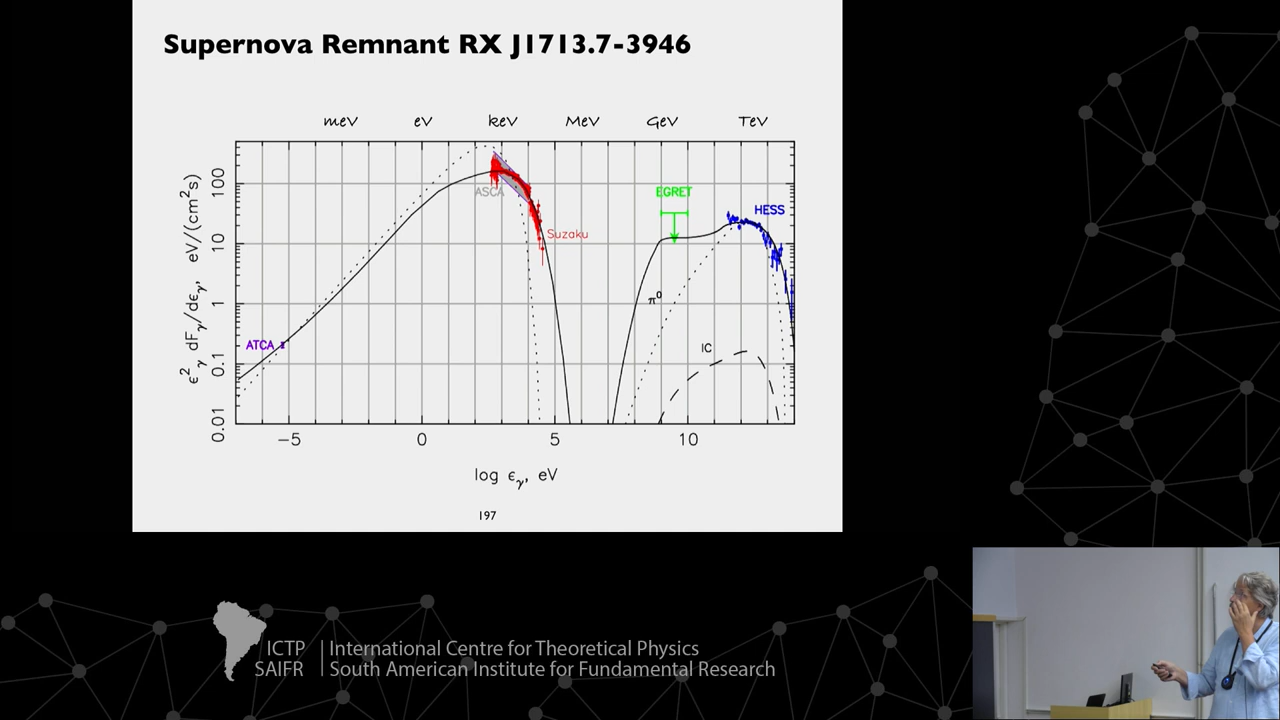 Supernova Remnant RX J1713.7-3946
meV eV keV MeV GeV TeV
ϵ²γ dFγ/dϵγ, eV/(cm²s)
100
10
1
0.1
0.01
ASCA
Suzaku
EGRET
HESS
π⁰
IC
ATCA
−5 0 5 10
log ϵγ, eV
197
ICTP
SAIFR
International Centre for Theoretical Physics
South American Institute for Fundamental Research